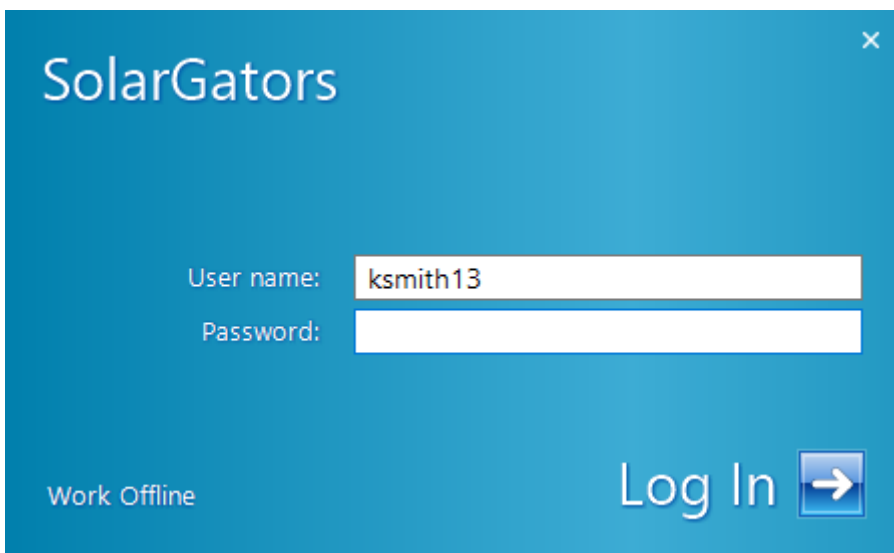 SolarGators
User name: ksmith13
Password:
Work Offline
Log In